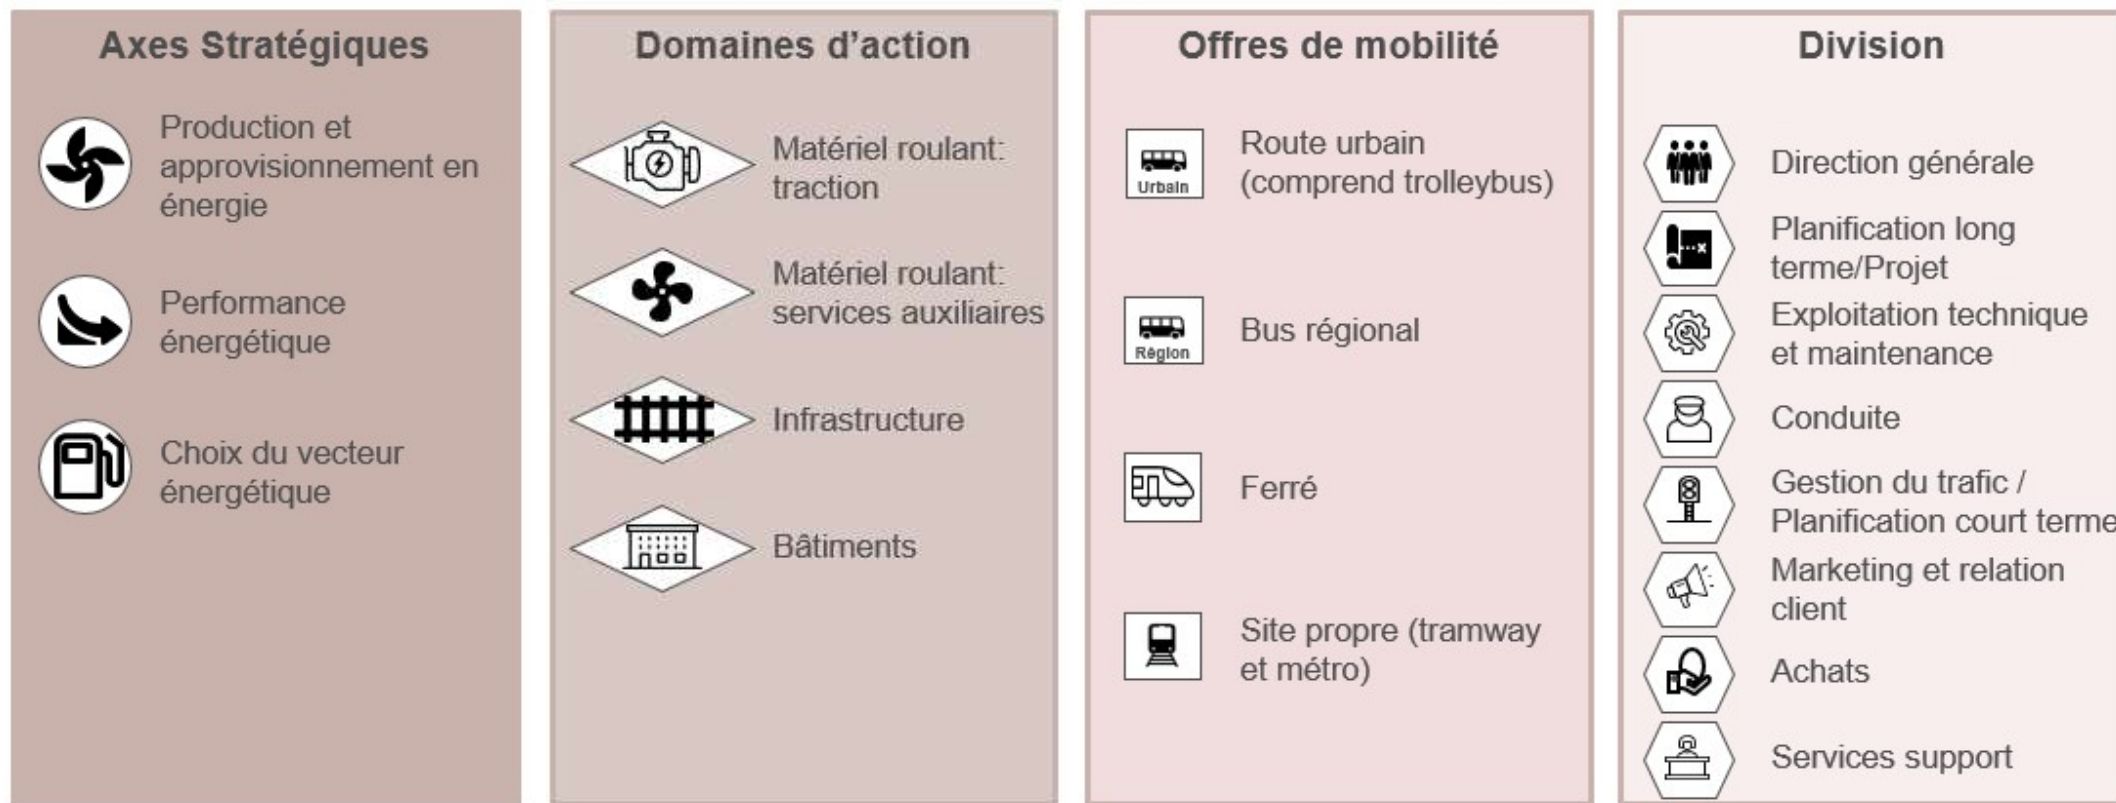 Axes Stratégiques
Production et
approvisionnement en
énergie
Performance
énergétique
Choix du vecteur
énergétique
Domaines d'action
Matériel roulant:
traction
Matériel roulant:
services auxiliaires
Infrastructure
Bâtiments
Offres de mobilité
Urbain
Route urbain
(comprend trolleybus)
Région
Bus régional
Ferré
Site propre (tramway
et métro)
Division
Direction générale
Planification long
terme/Projet
Exploitation technique
et maintenance
Conduite
Gestion du trafic /
Planification court terme
Marketing et relation
client
Achats
Services support